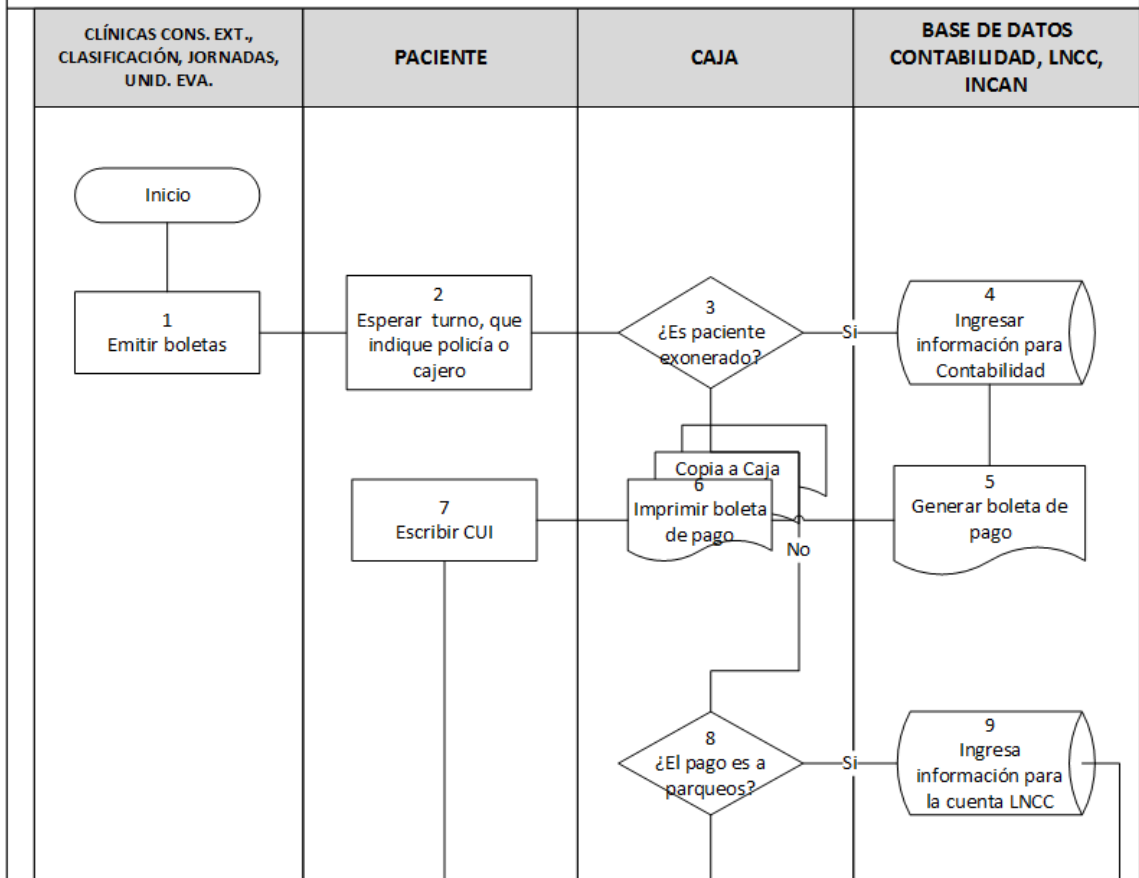 CLÍNICAS CONS. EXT.,
CLASIFICACIÓN, JORNADAS,
UNID. EVA.
PACIENTE
CAJA
BASE DE DATOS
CONTABILIDAD, LNCC,
INCAN
Inicio
1
Emitir boletas
2
Esperar turno, que
indique policía o
cajero
3
¿Es paciente
exonerado?
Si
4
Ingresar
información para
Contabilidad
5
Generar boleta de
pago
Copia a Caja
6
Imprimir boleta
de pago
7
Escribir CUI
No
8
¿El pago es a
parqueos?
Si
9
Ingresa
información para
la cuenta LNCC